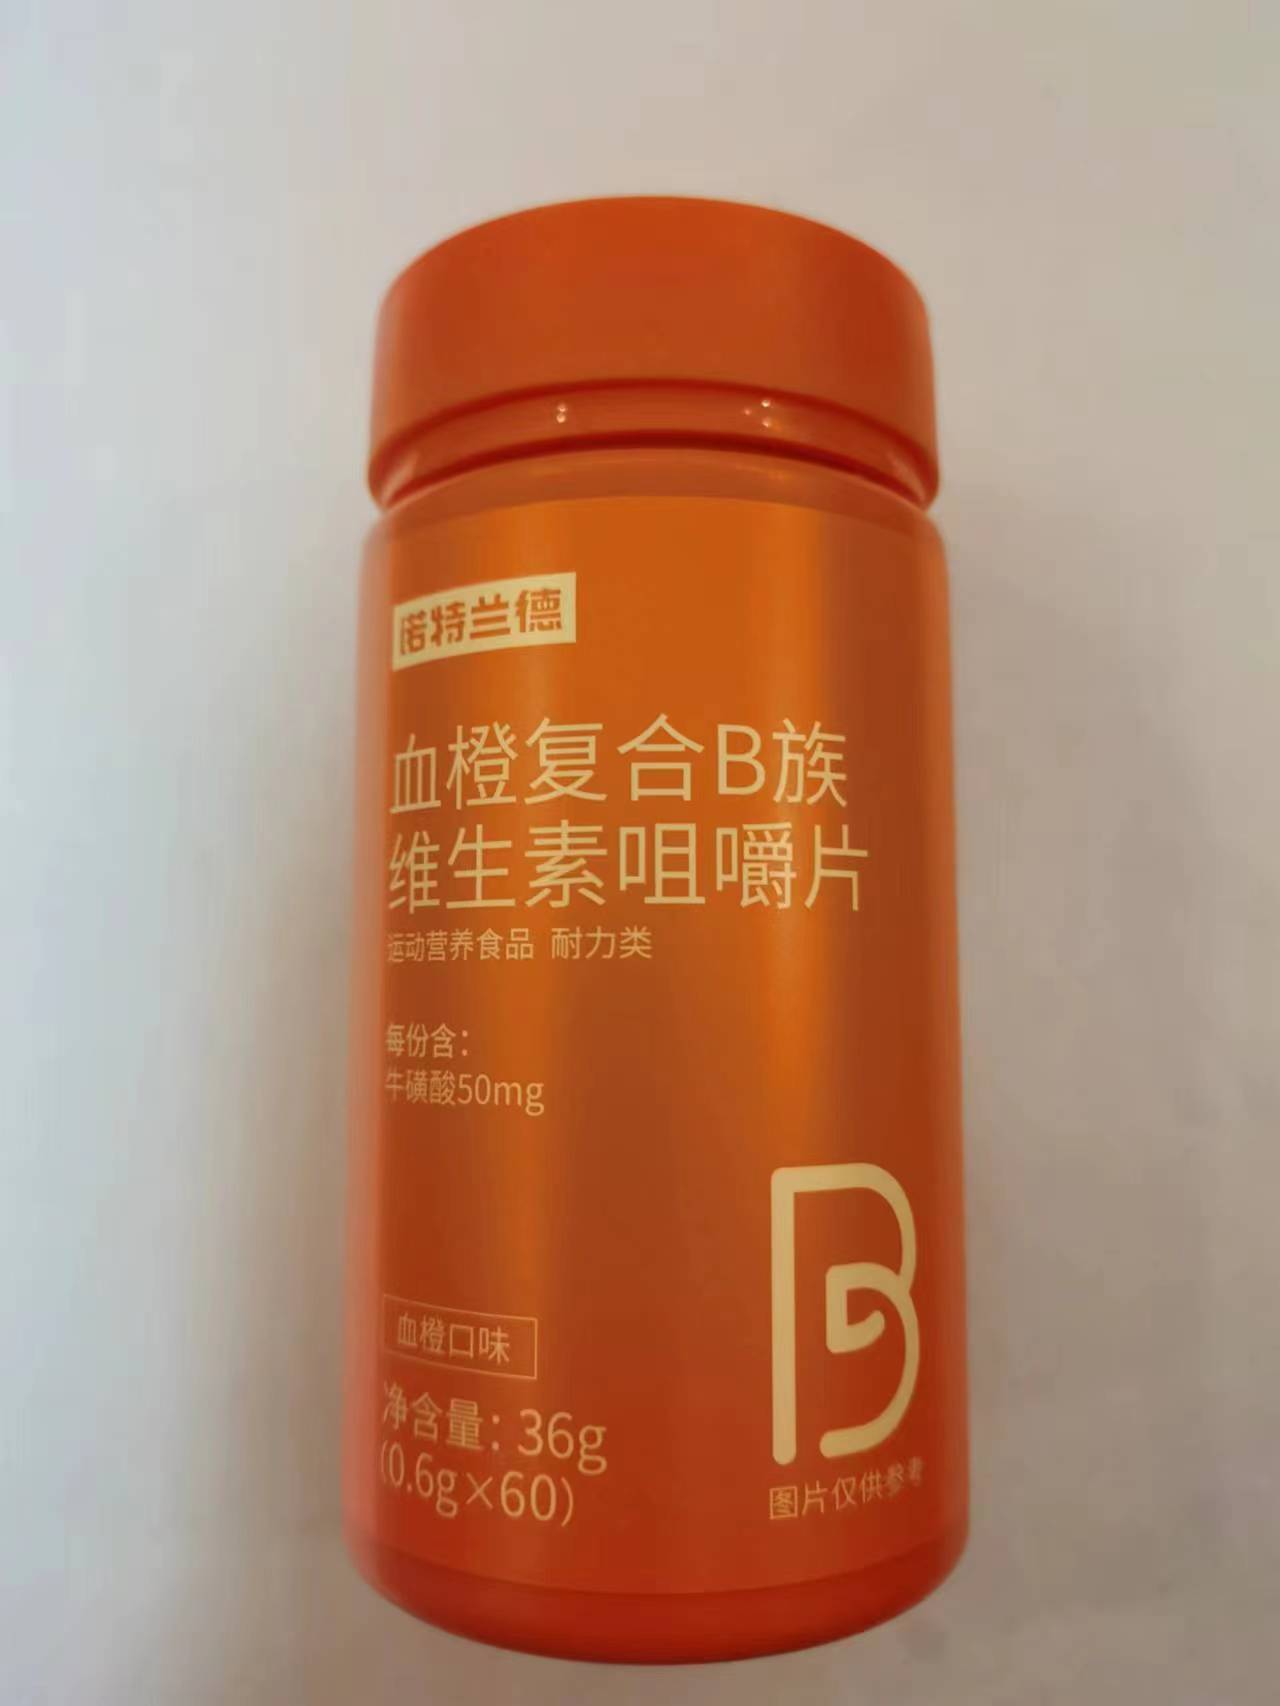 诺特兰德
血橙复合B族
维生素咀嚼片
运动营养食品 耐力类
每份含：
牛磺酸50mg
血橙口味
净含量：36g
(0.6g×60)
B
图片仅供参考